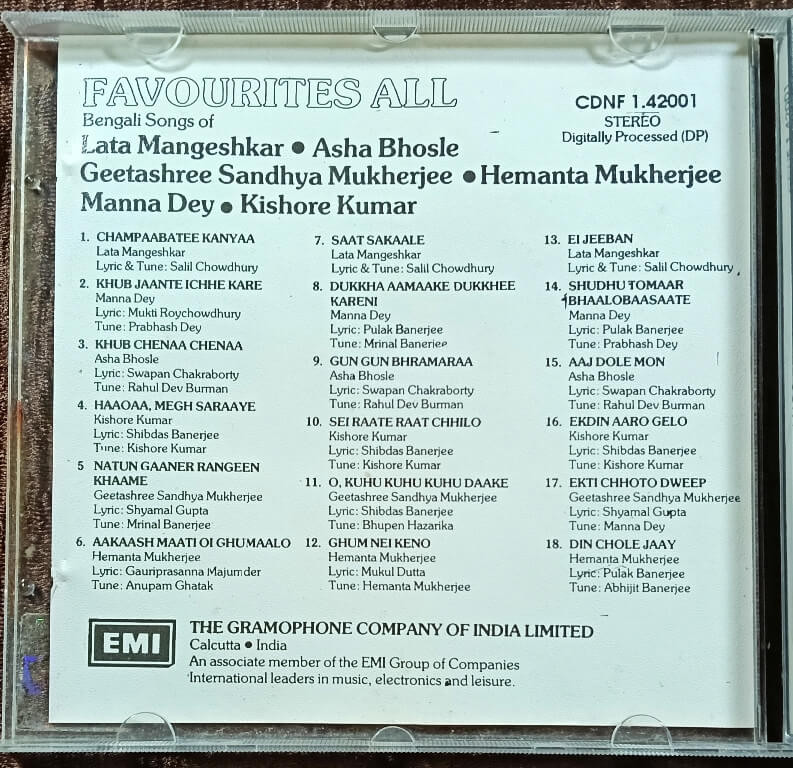 FAVOURITES ALL
Bengali Songs of
Lata Mangeshkar • Asha Bhosle
Geetashree Sandhya Mukherjee • Hemanta Mukherjee
Manna Dey • Kishore Kumar
CDNF 1.42001
STEREO
Digitally Processed (DP)
1. CHAMPAABATEE KANYAA
Lata Mangeshkar
Lyric & Tune: Salil Chowdhury
2. KHUB JAANTE ICHHE KARE
Manna Dey
Lyric: Mukti Roychowdhury
Tune: Prabhash Dey
3. KHUB CHENAA CHENAA
Asha Bhosle
Lyric: Swapan Chakraborty
Tune: Rahul Dev Burman
4. HAAOAA, MEGH SARAAYE
Kishore Kumar
Lyric: Shibdas Banerjee
Tune: Kishore Kumar
5 NATUN GAANER RANGEEN
KHAAME
Geetashree Sandhya Mukherjee
Lyric: Shyamal Gupta
Tune: Mrinal Banerjee
6. AAKAASH MAATI OI GHUMAALO
Hemanta Mukherjee
Lyric: Gauriprasanna Majumder
Tune: Anupam Ghatak
7. SAAT SAKAALE
Lata Mangeshkar
Lyric & Tune: Salil Chowdhury
8. DUKKHA AAMAAKE DUKKHEE
KARENI
Manna Dey
Lyric: Pulak Banerjee
Tune: Mrinal Banerjee
9. GUN GUN BHRAMARAA
Asha Bhosle
Lyric: Swapan Chakraborty
Tune: Rahul Dev Burman
10. SEI RAATE RAAT CHHILO
Kishore Kumar
Lyric: Shibdas Banerjee
Tune: Kishore Kumar
11. O, KUHU KUHU KUHU DAAKE
Geetashree Sandhya Mukherjee
Lyric: Shibdas Banerjee
Tune: Bhupen Hazarika
12. GHUM NEI KENO
Hemanta Mukherjee
Lyric: Mukul Dutta
Tune: Hemanta Mukherjee
13. EI JEEBAN
Lata Mangeshkar
Lyric & Tune: Salil Chowdhury
14. SHUDHU TOMAAR
BHAALOBAASAATE
Manna Dey
Lyric: Pulak Banerjee
Tune: Prabhash Dey
15. AAJ DOLE MON
Asha Bhosle
Lyric: Swapan Chakraborty
Tune: Rahul Dev Burman
16. EKDIN AARO GELO
Kishore Kumar
Lyric: Shibdas Banerjee
Tune: Kishore Kumar
17. EKTI CHHOTO DWEEP
Geetashree Sandhya Mukherjee
Lyric: Shyamal Gupta
Tune: Manna Dey
18. DIN CHOLE JAAY
Hemanta Mukherjee
Lyric: Pulak Banerjee
Tune: Abhijit Banerjee
EMI
THE GRAMOPHONE COMPANY OF INDIA LIMITED
Calcutta • India
An associate member of the EMI Group of Companies
International leaders in music, electronics and leisure.